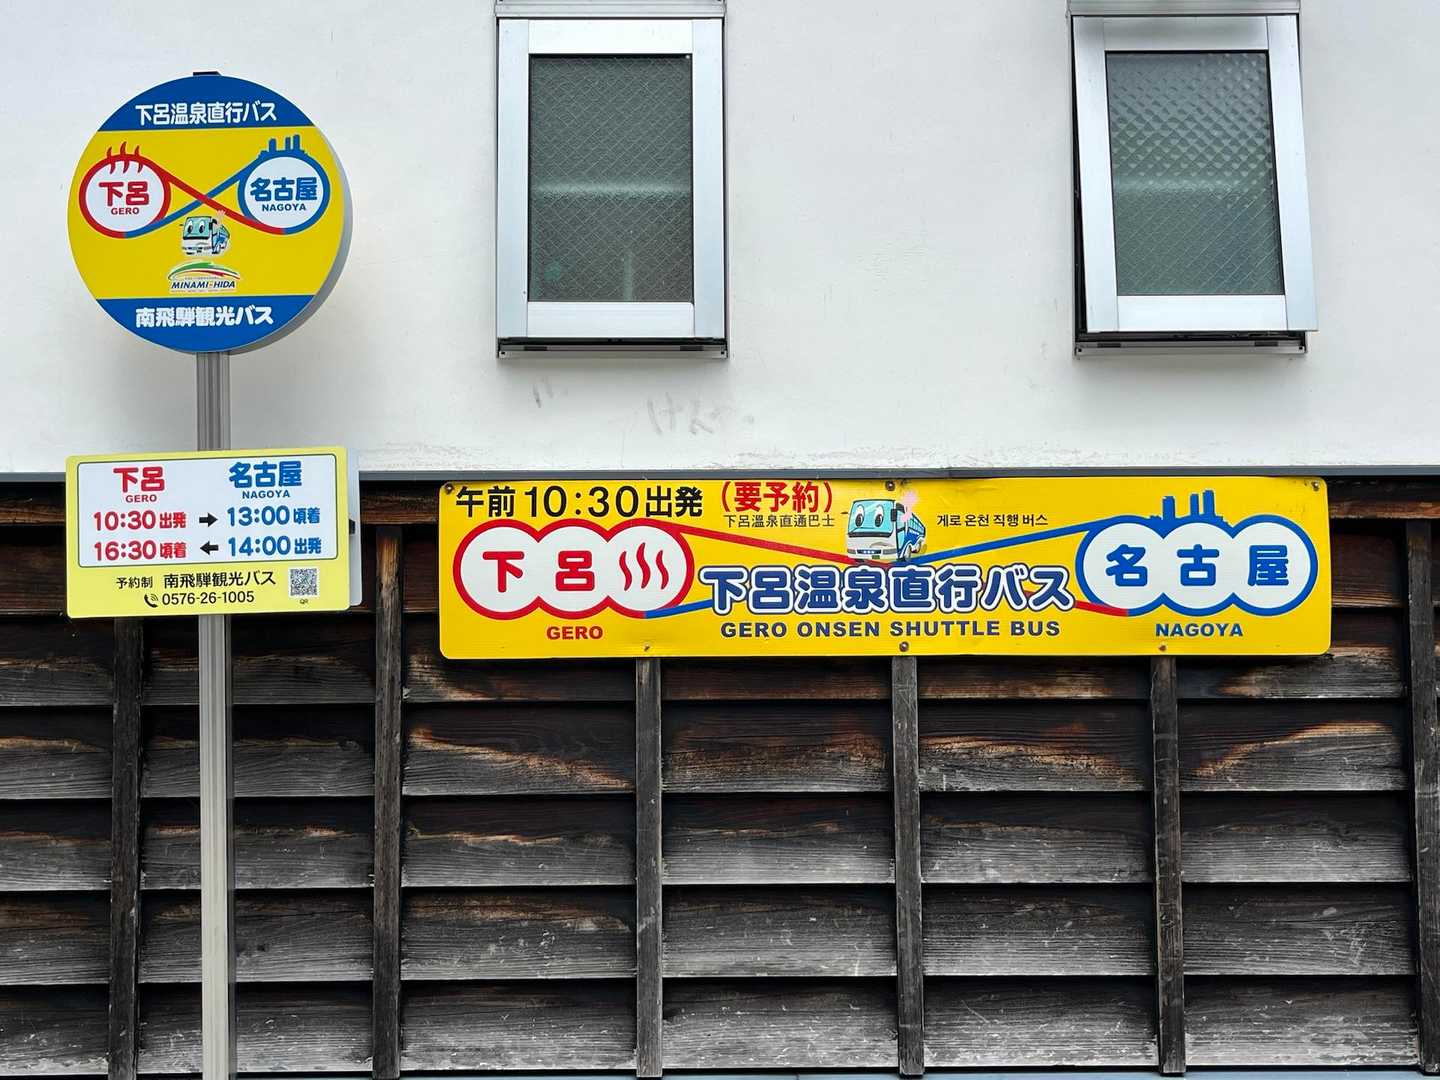 下呂温泉直行バス
下呂
GERO
名古屋
NAGOYA
MINAMI-HIDA
南飛騨観光バス
下呂 名古屋
GERO NAGOYA
10:30出発 → 13:00頃着
16:30頃着 ← 14:00出発
予約制 南飛騨観光バス
0576-26-1005
QR
午前10:30出発(要予約)
下呂温泉直通巴士
게로 온천 직행 버스
下呂
GERO
下呂温泉直行バス
GERO ONSEN SHUTTLE BUS
名古屋
NAGOYA